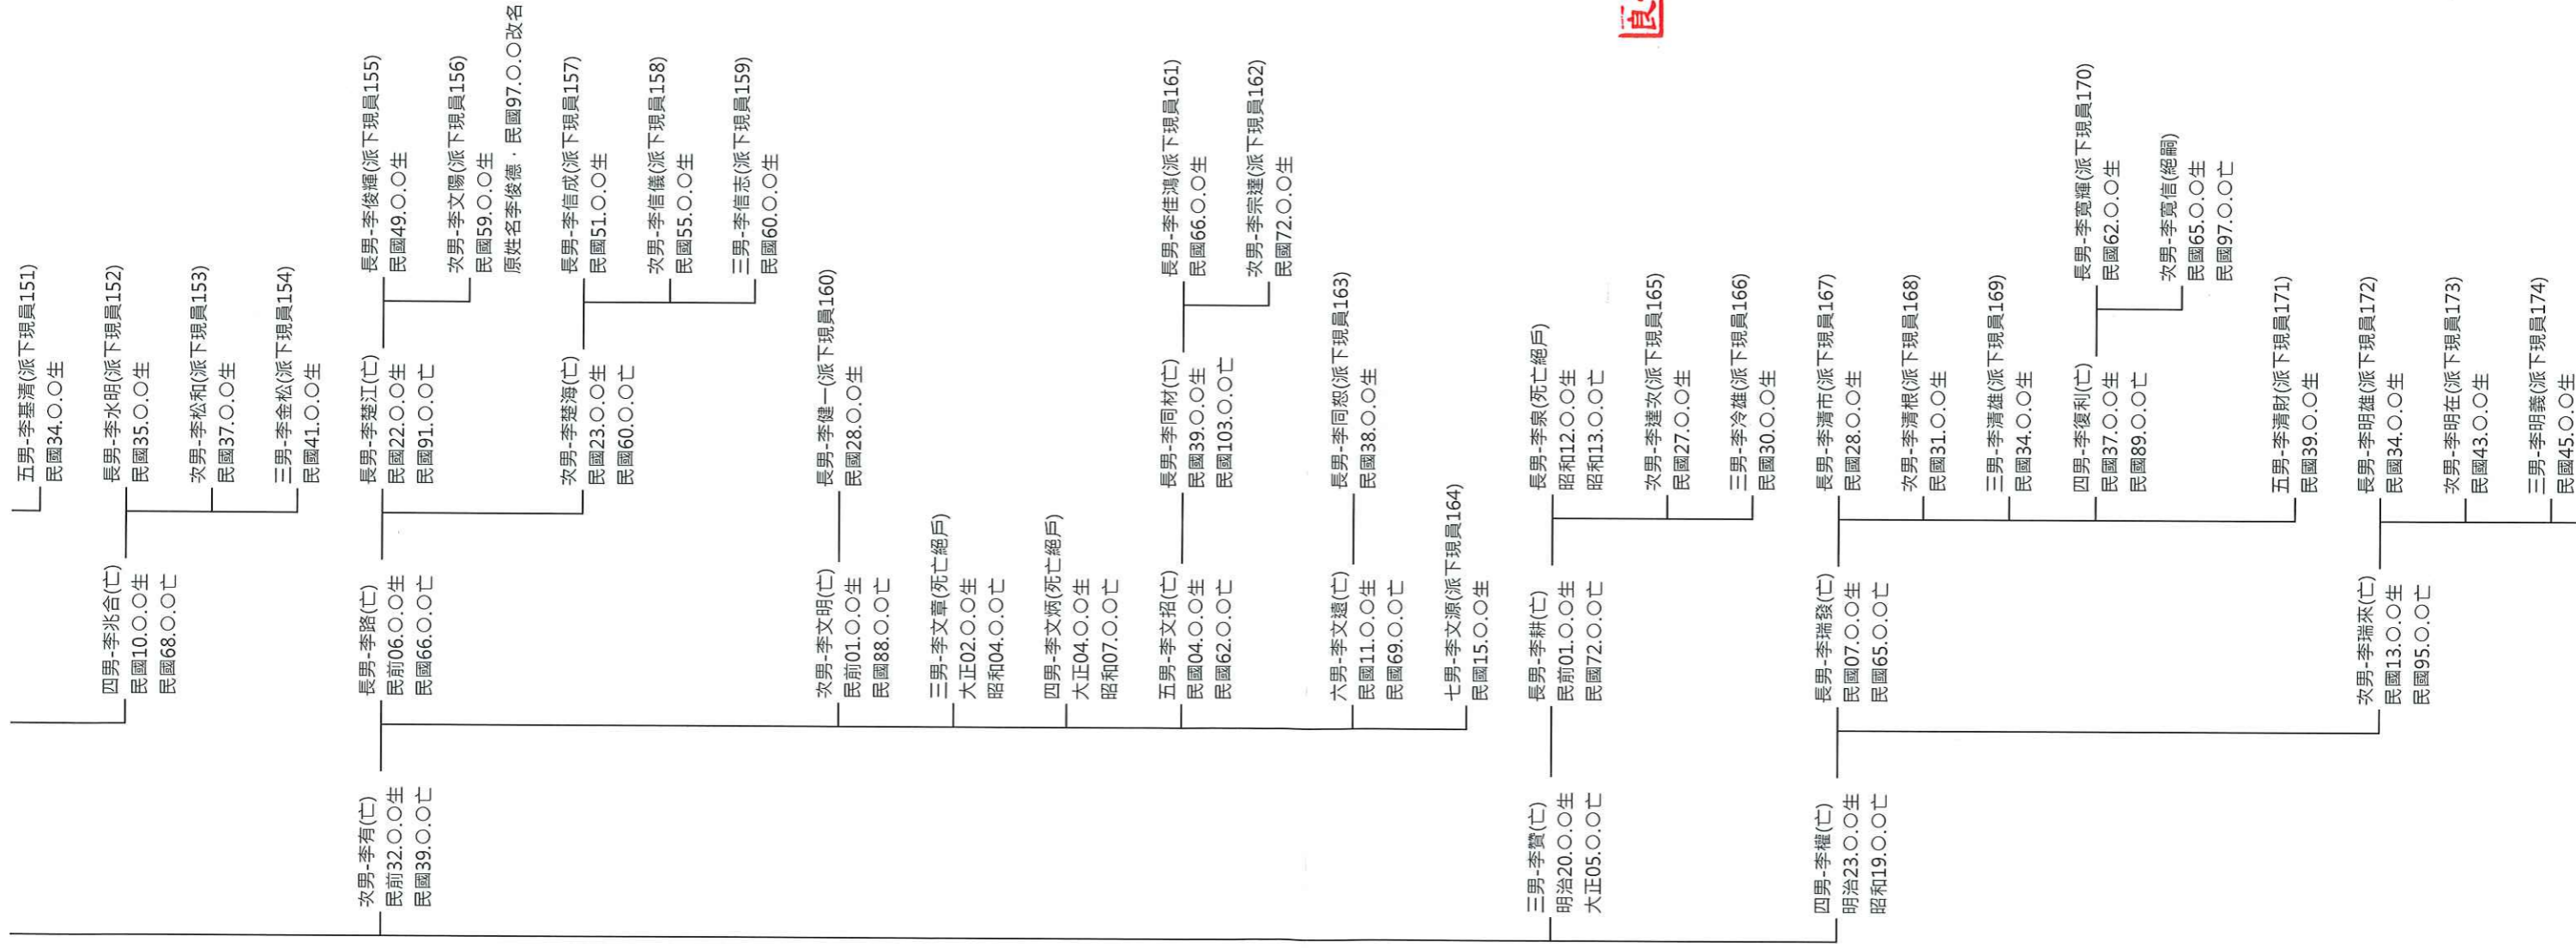 五男-李基清(派下現員151)
民國34.○.○生
四男-李兆合(亡)
民國10.○.○生
民國68.○.○亡
長男-李水明(派下現員152)
民國35.○.○生
次男-李松和(派下現員153)
民國37.○.○生
三男-李金松(派下現員154)
民國41.○.○生
次男-李有(亡)
民前32.○.○生
民國39.○.○亡
長男-李路(亡)
民前06.○.○生
民國66.○.○亡
長男-李楚江(亡)
民國22.○.○生
民國91.○.○亡
長男-李俊輝(派下現員155)
民國49.○.○生
次男-李文陽(派下現員156)
民國59.○.○生
原姓名李俊德‧民國97.○.○改名
次男-李楚海(亡)
民國23.○.○生
民國60.○.○亡
長男-李信成(派下現員157)
民國51.○.○生
次男-李信儀(派下現員158)
民國55.○.○生
三男-李信志(派下現員159)
民國60.○.○生
次男-李文明(亡)
民前01.○.○生
民國88.○.○亡
長男-李健一(派下現員160)
民國28.○.○生
三男-李文章(死亡絕戶)
大正02.○.○生
昭和04.○.○亡
四男-李文炳(死亡絕戶)
大正04.○.○生
昭和07.○.○亡
五男-李文招(亡)
民國04.○.○生
民國62.○.○亡
長男-李同材(亡)
民國39.○.○生
民國103.○.○亡
長男-李佳鴻(派下現員161)
民國66.○.○生
次男-李宗達(派下現員162)
民國72.○.○生
六男-李文遠(亡)
民國11.○.○生
民國69.○.○亡
長男-李同恕(派下現員163)
民國38.○.○生
七男-李文源(派下現員164)
民國15.○.○生
三男-李贊(亡)
明治20.○.○生
大正05.○.○亡
長男-李耕(亡)
民前01.○.○生
民國72.○.○亡
長男-李泉(死亡絕戶)
昭和12.○.○生
昭和13.○.○亡
次男-李達次(派下現員165)
民國27.○.○生
三男-李冷雄(派下現員166)
民國30.○.○生
四男-李權(亡)
明治23.○.○生
昭和19.○.○亡
長男-李瑞發(亡)
民國07.○.○生
民國65.○.○亡
長男-李清市(派下現員167)
民國28.○.○生
次男-李清根(派下現員168)
民國31.○.○生
三男-李清雄(派下現員169)
民國34.○.○生
四男-李復利(亡)
民國37.○.○生
民國89.○.○亡
長男-李寬輝(派下現員170)
民國62.○.○生
次男-李寬信(絕嗣)
民國65.○.○生
民國97.○.○亡
五男-李清財(派下現員171)
民國39.○.○生
次男-李瑞來(亡)
民國13.○.○生
民國95.○.○亡
長男-李明雄(派下現員172)
民國34.○.○生
次男-李明在(派下現員173)
民國43.○.○生
三男-李明義(派下現員174)
民國45.○.○生
良